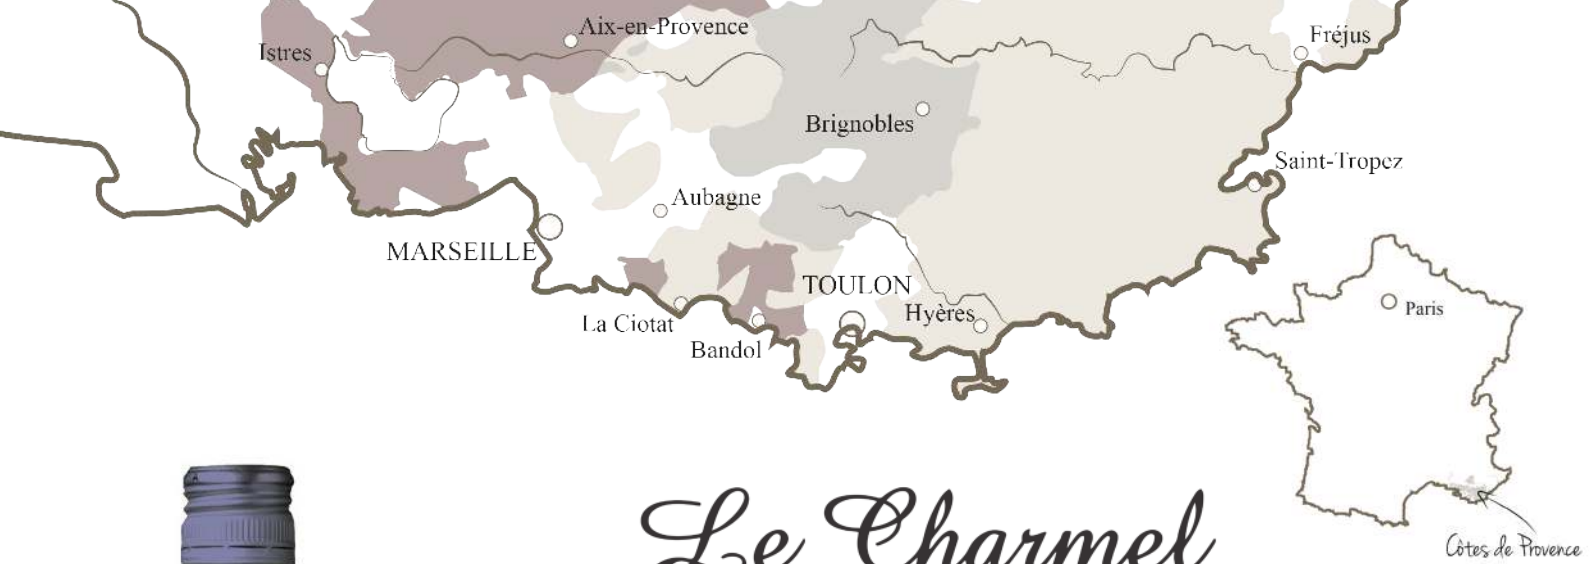 Aix-en-Provence
Fréjus
Istres
Brignobles
Saint-Tropez
Aubagne
MARSEILLE
TOULON
Hyères
La Ciotat
Bandol
Paris
Le Charmel
Côtes de Provence